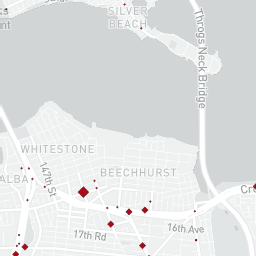 SILVER
BEACH
Throgs Neck Bridge
WHITESTONE
147th St
BEECHHURST
17th Rd
16th Ave